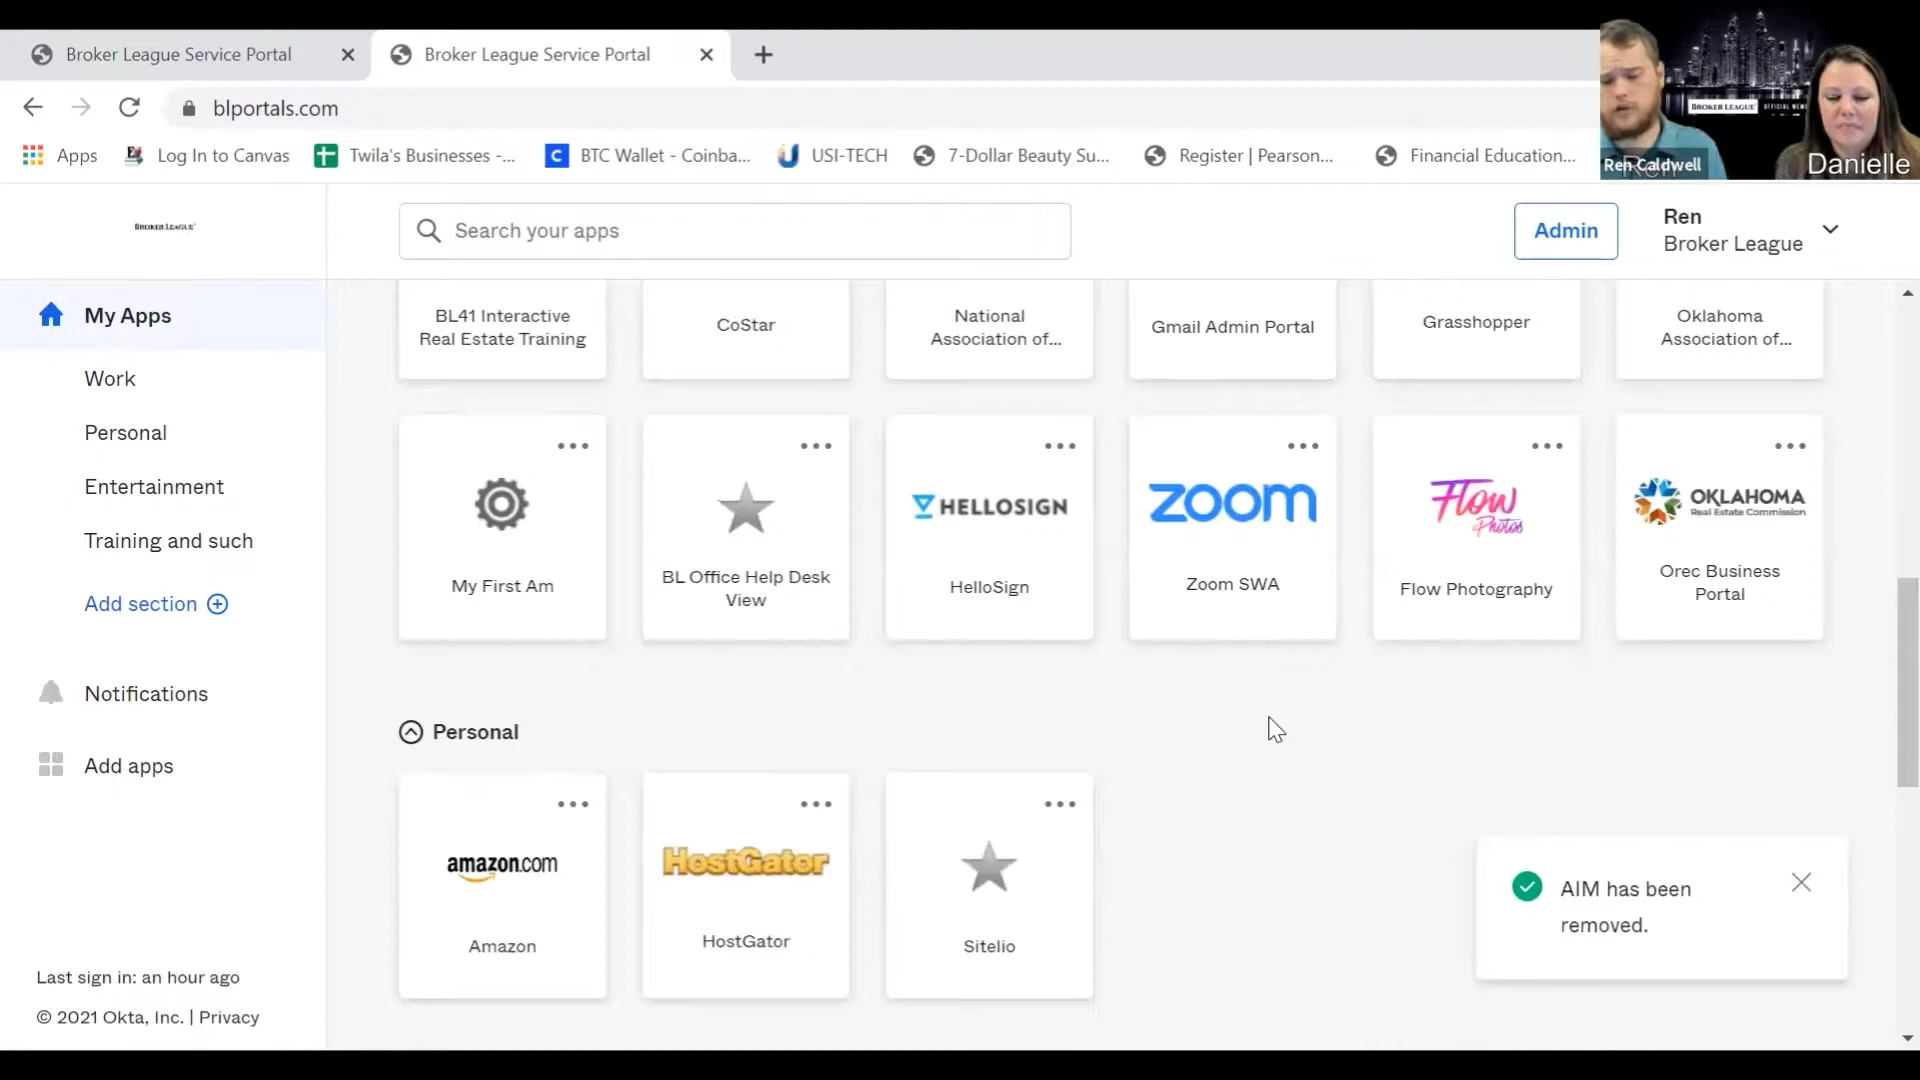 Broker League Service Portal
Broker League Service Portal
blportals.com
Apps
Log In to Canvas
Twila's Businesses -...
BTC Wallet - Coinba...
USI-TECH
7-Dollar Beauty Su...
Register | Pearson...
Financial Education...
BROKER LEAGUE
Ren Caldwell
Danielle
BROKER LEAGUE
Search your apps
Admin
Ren
Broker League
My Apps
Work
Personal
Entertainment
Training and such
Add section
Notifications
Add apps
Last sign in: an hour ago
© 2021 Okta, Inc. | Privacy
BL41 Interactive
Real Estate Training
CoStar
National
Association of...
Gmail Admin Portal
Grasshopper
Oklahoma
Association of...
My First Am
BL Office Help Desk
View
HELLOSIGN
HelloSign
zoom
Zoom SWA
Flow
Photos
Flow Photography
OKLAHOMA
Real Estate Commission
Orec Business
Portal
Personal
amazon.com
Amazon
HostGator
HostGator
Sitelio
AIM has been
removed.